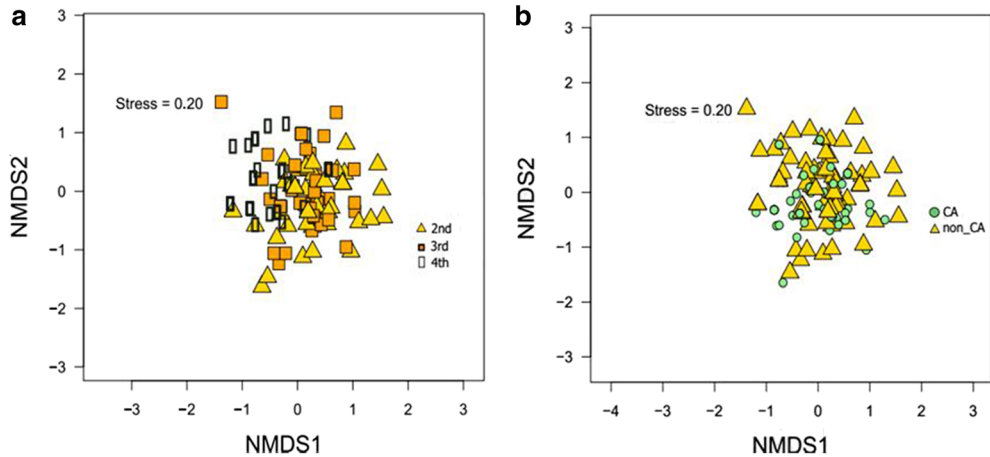 a
3
2
1
0
−1
−2
−3
NMDS2
Stress = 0.20
2nd
3rd
4th
−3 −2 −1 0 1 2 3
NMDS1
b
3
2
1
0
−1
−2
−3
NMDS2
Stress = 0.20
CA
non_CA
−4 −3 −2 −1 0 1 2 3
NMDS1